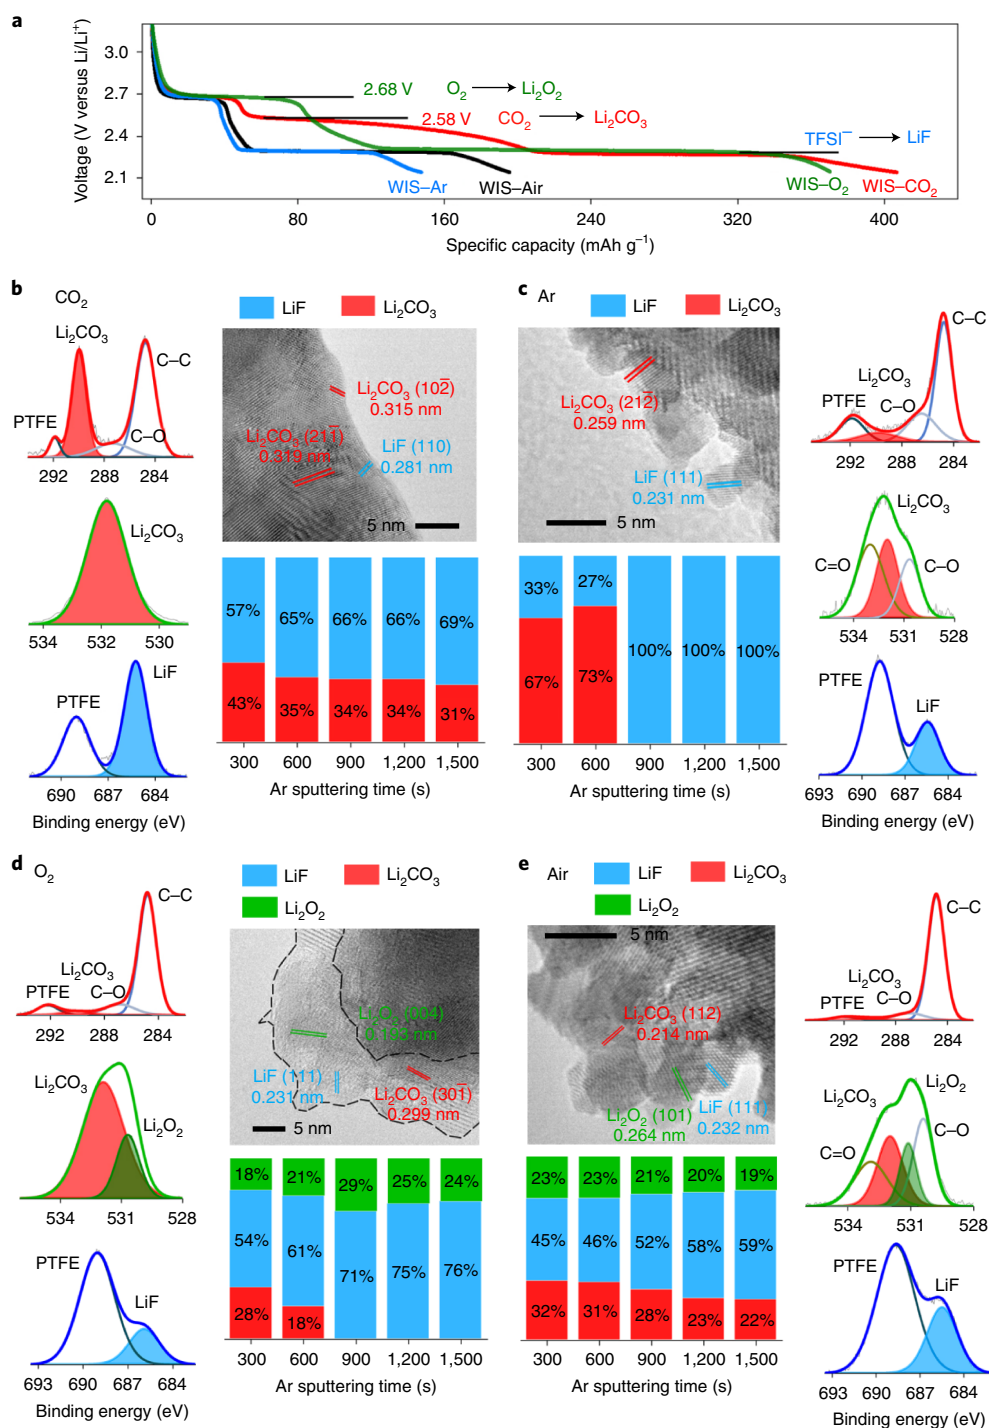 a
Voltage (V versus Li/Li⁺)
3.0
2.7
2.4
2.1
2.68 V O₂ → Li₂O₂
2.58 V CO₂ → Li₂CO₃
TFSI⁻ → LiF
WIS–Ar
WIS–Air
WIS–O₂
WIS–CO₂
0 80 160 240 320 400
Specific capacity (mAh g⁻¹)
b
CO₂
Li₂CO₃
C–C
PTFE
C–O
292 288 284
Li₂CO₃
534 532 530
PTFE
LiF
690 687 684
Binding energy (eV)
LiF Li₂CO₃
Li₂CO₃ (102̄)
0.315 nm
Li₂CO₃ (211̄)
0.319 nm
LiF (110)
0.281 nm
5 nm
57% 65% 66% 66% 69%
43% 35% 34% 34% 31%
300 600 900 1,200 1,500
Ar sputtering time (s)
c
Ar
LiF Li₂CO₃
Li₂CO₃ (212̄)
0.259 nm
LiF (111)
0.231 nm
5 nm
33% 27%
100% 100% 100%
67% 73%
300 600 900 1,200 1,500
Ar sputtering time (s)
C–C
Li₂CO₃
PTFE
C–O
292 288 284
Li₂CO₃
C=O
C–O
534 531 528
PTFE
LiF
693 690 687 684
Binding energy (eV)
d
O₂
C–C
Li₂CO₃
PTFE
C–O
292 288 284
Li₂CO₃
Li₂O₂
534 531 528
PTFE
LiF
693 690 687 684
Binding energy (eV)
LiF Li₂CO₃
Li₂O₂
Li₂O₂ (004)
LiF (111)
0.231 nm
Li₂CO₃ (301̄)
0.299 nm
5 nm
18% 21% 29% 25% 24%
54% 61% 71% 75% 76%
28% 18%
300 600 900 1,200 1,500
Ar sputtering time (s)
e
Air
LiF Li₂CO₃
Li₂O₂
5 nm
Li₂CO₃ (112)
0.214 nm
Li₂O₂ (101)
0.264 nm
LiF (111)
0.232 nm
23% 23% 21% 20% 19%
45% 46% 52% 58% 59%
32% 31% 28% 23% 22%
300 600 900 1,200 1,500
Ar sputtering time (s)
C–C
Li₂CO₃
PTFE
C–O
292 288 284
Li₂O₂
Li₂CO₃
C–O
C=O
534 531 528
PTFE
LiF
693 690 687 684
Binding energy (eV)